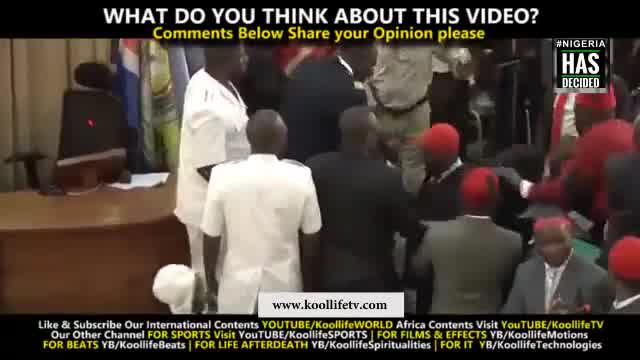 WHAT DO YOU THINK ABOUT THIS VIDEO?
Comments Below Share your Opinion please
#NIGERIA
HAS
DECIDED
www.koollifetv.com
Like & Subscribe Our International Contents YOUTUBE/KoollifeWORLD Africa Contents Visit YouTUBE/KoollifeTV
Our Other Channel FOR SPORTS Visit YouTUBE/KoollifeSPORTS | FOR FILMS & EFFECTS YB/KoollifeMotions
FOR BEATS YB/KoollifeBeats | FOR LIFE AFTERDEATH YB/KoollifeSpiritualities | FOR IT YB/KoollifeTechnologies